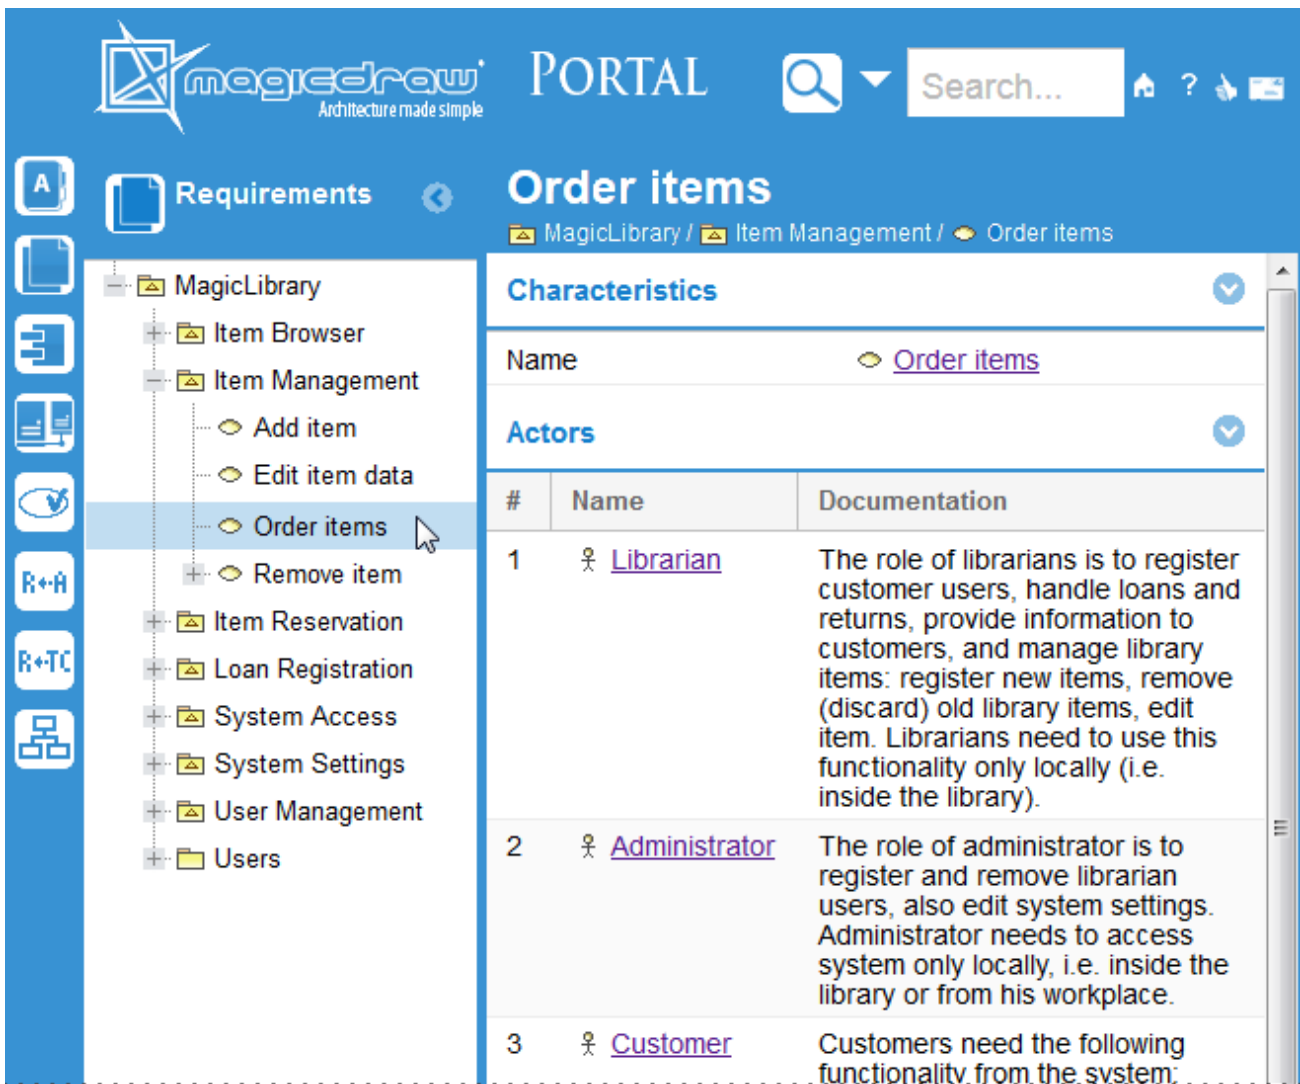 magicdraw
Architecture made simple
PORTAL
Search...
?
A
Requirements
Order items
MagicLibrary / Item Management / Order items
MagicLibrary
Item Browser
Item Management
Add item
Edit item data
Order items
Remove item
Item Reservation
Loan Registration
System Access
System Settings
User Management
Users
R←A
R←TC
Characteristics
Name Order items
Actors
# Name Documentation
1 Librarian The role of librarians is to register
customer users, handle loans and
returns, provide information to
customers, and manage library
items: register new items, remove
(discard) old library items, edit
item. Librarians need to use this
functionality only locally (i.e.
inside the library).
2 Administrator The role of administrator is to
register and remove librarian
users, also edit system settings.
Administrator needs to access
system only locally, i.e. inside the
library or from his workplace.
3 Customer Customers need the following
functionality from the system: